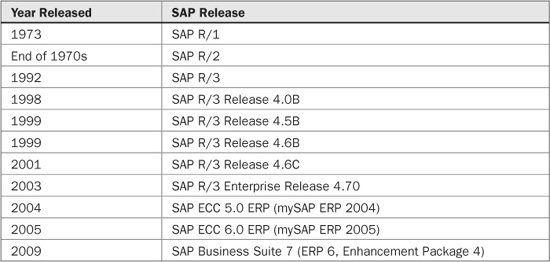 Year Released SAP Release
1973 SAP R/1
End of 1970s SAP R/2
1992 SAP R/3
1998 SAP R/3 Release 4.0B
1999 SAP R/3 Release 4.5B
1999 SAP R/3 Release 4.6B
2001 SAP R/3 Release 4.6C
2003 SAP R/3 Enterprise Release 4.70
2004 SAP ECC 5.0 ERP (mySAP ERP 2004)
2005 SAP ECC 6.0 ERP (mySAP ERP 2005)
2009 SAP Business Suite 7 (ERP 6, Enhancement Package 4)